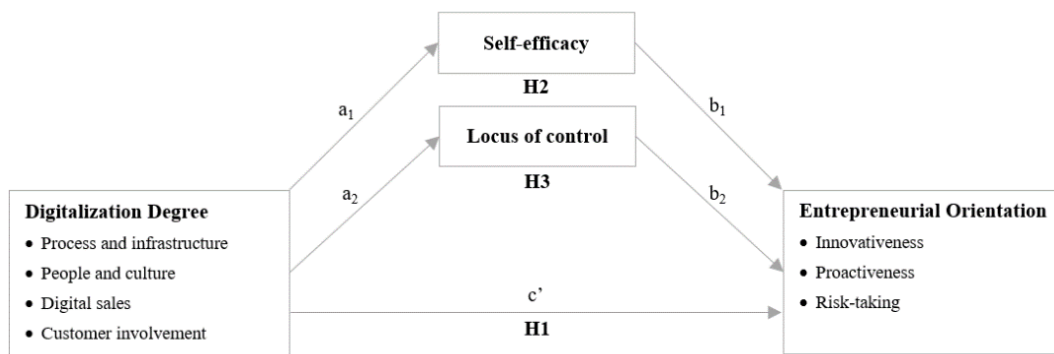 Self-efficacy
H2
a₁
b₁
Locus of control
H3
a₂
b₂
Digitalization Degree
• Process and infrastructure
• People and culture
• Digital sales
• Customer involvement
c’
H1
Entrepreneurial Orientation
• Innovativeness
• Proactiveness
• Risk-taking